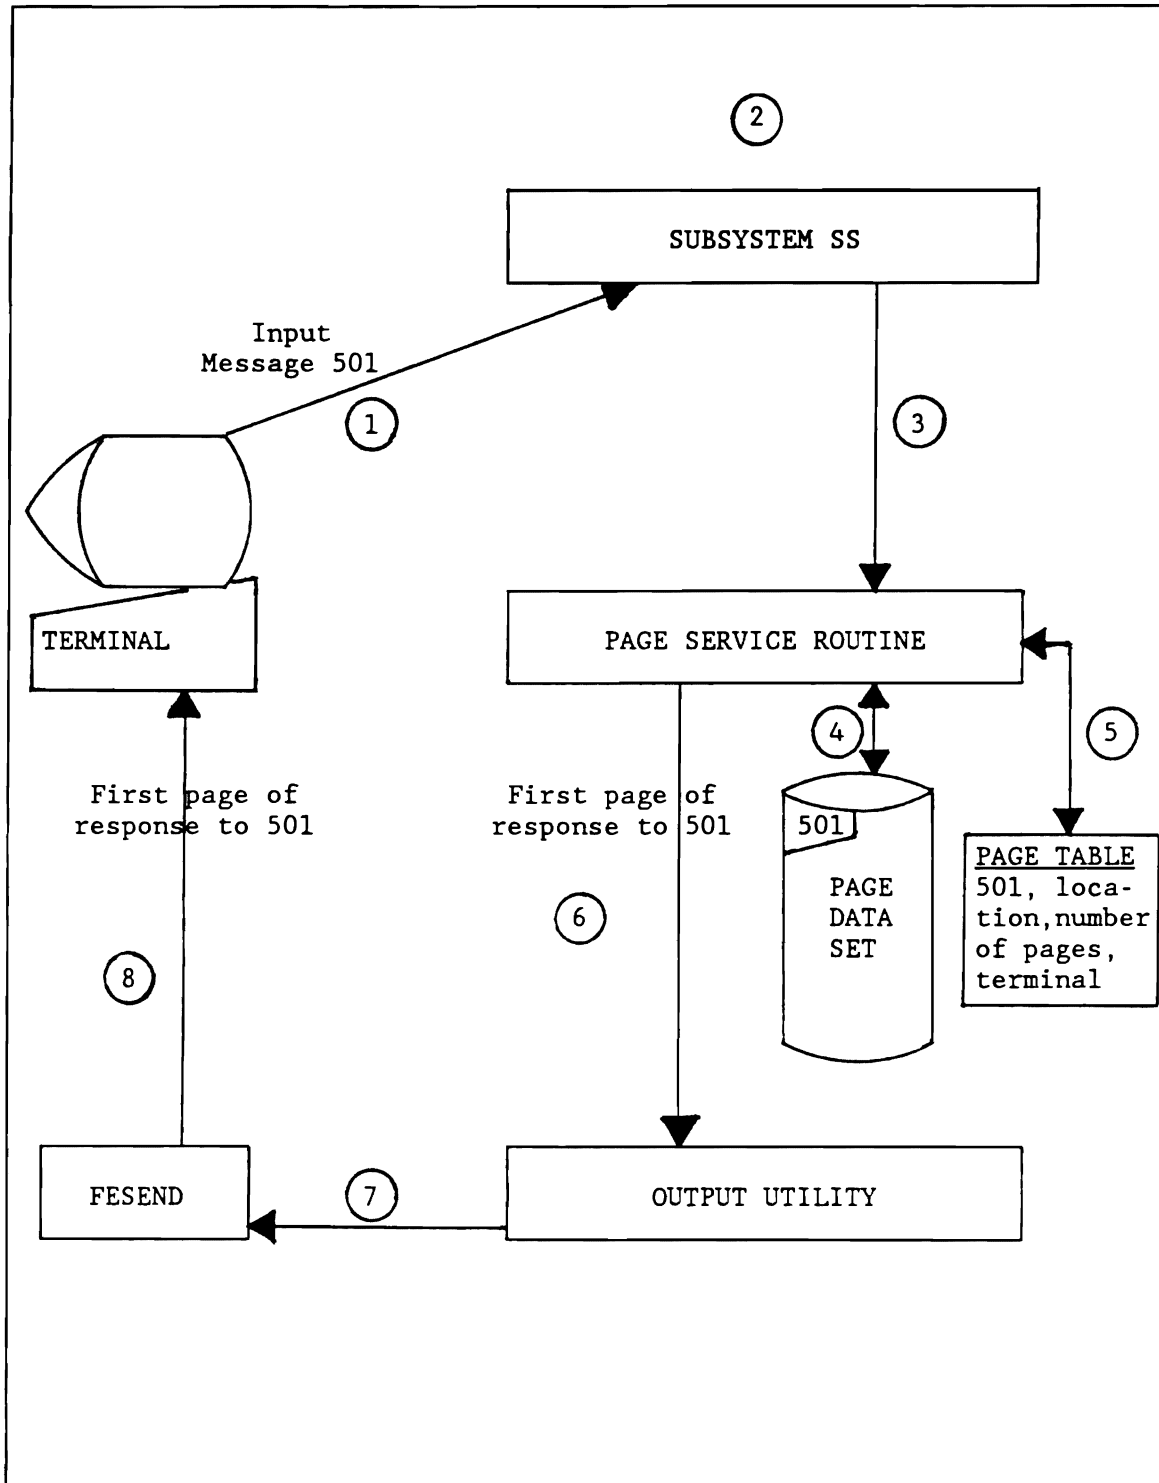 2
SUBSYSTEM SS
Input
Message 501
1
3
TERMINAL
PAGE SERVICE ROUTINE
4
5
First page of
response to 501
First page of
response to 501
501
PAGE
DATA
SET
PAGE TABLE
501, loca-
tion,number
of pages,
terminal
6
8
FESEND
7
OUTPUT UTILITY